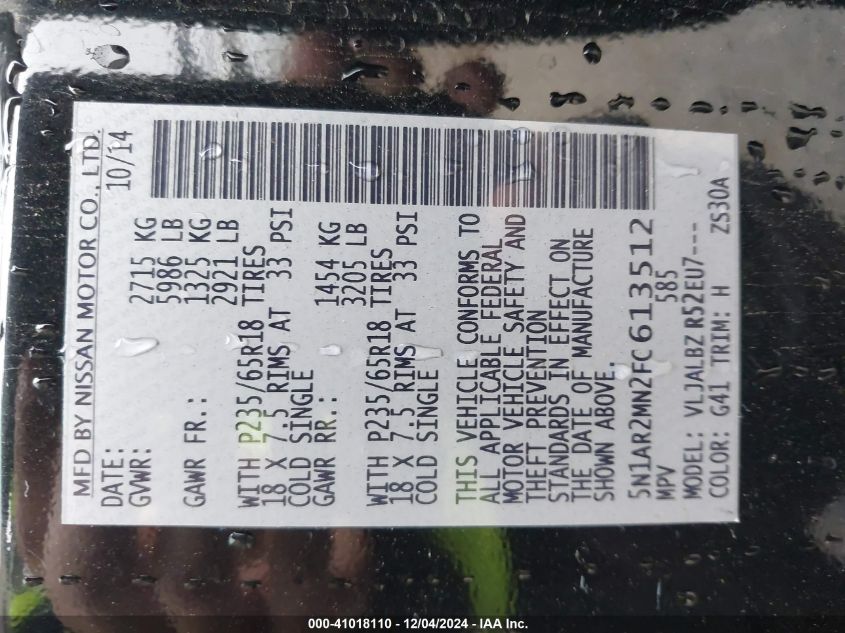 MFD BY NISSAN MOTOR CO., LTD.
DATE: 10/14
GVWR: 2715 KG
5986 LB
GAWR FR.: 1325 KG
2921 LB
WITH P235/65R18 TIRES
18 X 7.5 RIMS AT 33 PSI
COLD SINGLE
GAWR RR.: 1454 KG
3205 LB
WITH P235/65R18 TIRES
18 X 7.5 RIMS AT 33 PSI
COLD SINGLE
THIS VEHICLE CONFORMS TO
ALL APPLICABLE FEDERAL
MOTOR VEHICLE SAFETY AND
THEFT PREVENTION
STANDARDS IN EFFECT ON
THE DATE OF MANUFACTURE
SHOWN ABOVE.
5N1AR2MN2FC613512
MPV 585
MODEL: VLJALBZ R52EU7---
COLOR: G41 TRIM: H ZS30A
000-41018110 - 12/04/2024 - IAA Inc.